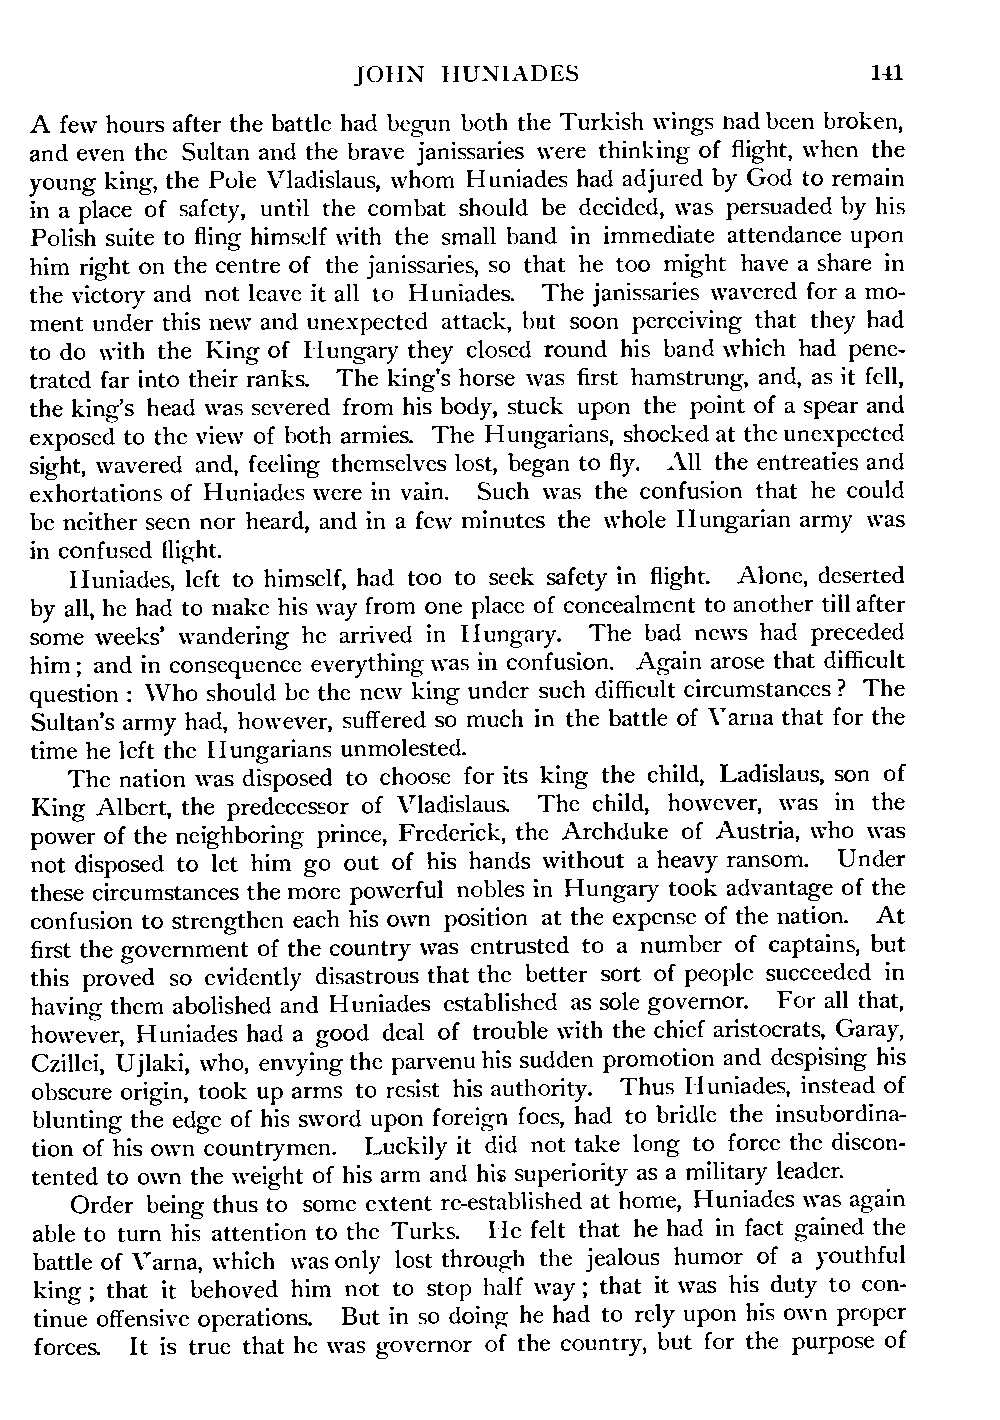 JOHN HUNIADES 141
A few hours after the battle had begun both the Turkish wings had been broken,
and even the Sultan and the brave janissaries were thinking of flight, when the
young king, the Pole Vladislaus, whom Huniades had adjured by God to remain
in a place of safety, until the combat should be decided, was persuaded by his
Polish suite to fling himself with the small band in immediate attendance upon
him right on the centre of the janissaries, so that he too might have a share in
the victory and not leave it all to Huniades. The janissaries wavered for a mo-
ment under this new and unexpected attack, but soon perceiving that they had
to do with the King of Hungary they closed round his band which had pene-
trated far into their ranks. The king's horse was first hamstrung, and, as it fell,
the king's head was severed from his body, stuck upon the point of a spear and
exposed to the view of both armies. The Hungarians, shocked at the unexpected
sight, wavered and, feeling themselves lost, began to fly. All the entreaties and
exhortations of Huniades were in vain. Such was the confusion that he could
be neither seen nor heard, and in a few minutes the whole Hungarian army was
in confused flight.
Huniades, left to himself, had too to seek safety in flight. Alone, deserted
by all, he had to make his way from one place of concealment to another till after
some weeks' wandering he arrived in Hungary. The bad news had preceded
him; and in consequence everything was in confusion. Again arose that difficult
question: Who should be the new king under such difficult circumstances? The
Sultan's army had, however, suffered so much in the battle of Varna that for the
time he left the Hungarians unmolested.
The nation was disposed to choose for its king the child, Ladislaus, son of
King Albert, the predecessor of Vladislaus. The child, however, was in the
power of the neighboring prince, Frederick, the Archduke of Austria, who was
not disposed to let him go out of his hands without a heavy ransom. Under
these circumstances the more powerful nobles in Hungary took advantage of the
confusion to strengthen each his own position at the expense of the nation. At
first the government of the country was entrusted to a number of captains, but
this proved so evidently disastrous that the better sort of people succeeded in
having them abolished and Huniades established as sole governor. For all that,
however, Huniades had a good deal of trouble with the chief aristocrats, Garay,
Czillei, Ujlaki, who, envying the parvenu his sudden promotion and despising his
obscure origin, took up arms to resist his authority. Thus Huniades, instead of
blunting the edge of his sword upon foreign foes, had to bridle the insubordina-
tion of his own countrymen. Luckily it did not take long to force the discon-
tented to own the weight of his arm and his superiority as a military leader.
Order being thus to some extent re-established at home, Huniades was again
able to turn his attention to the Turks. He felt that he had in fact gained the
battle of Varna, which was only lost through the jealous humor of a youthful
king; that it behoved him not to stop half way; that it was his duty to con-
tinue offensive operations. But in so doing he had to rely upon his own proper
forces. It is true that he was governor of the country, but for the purpose of